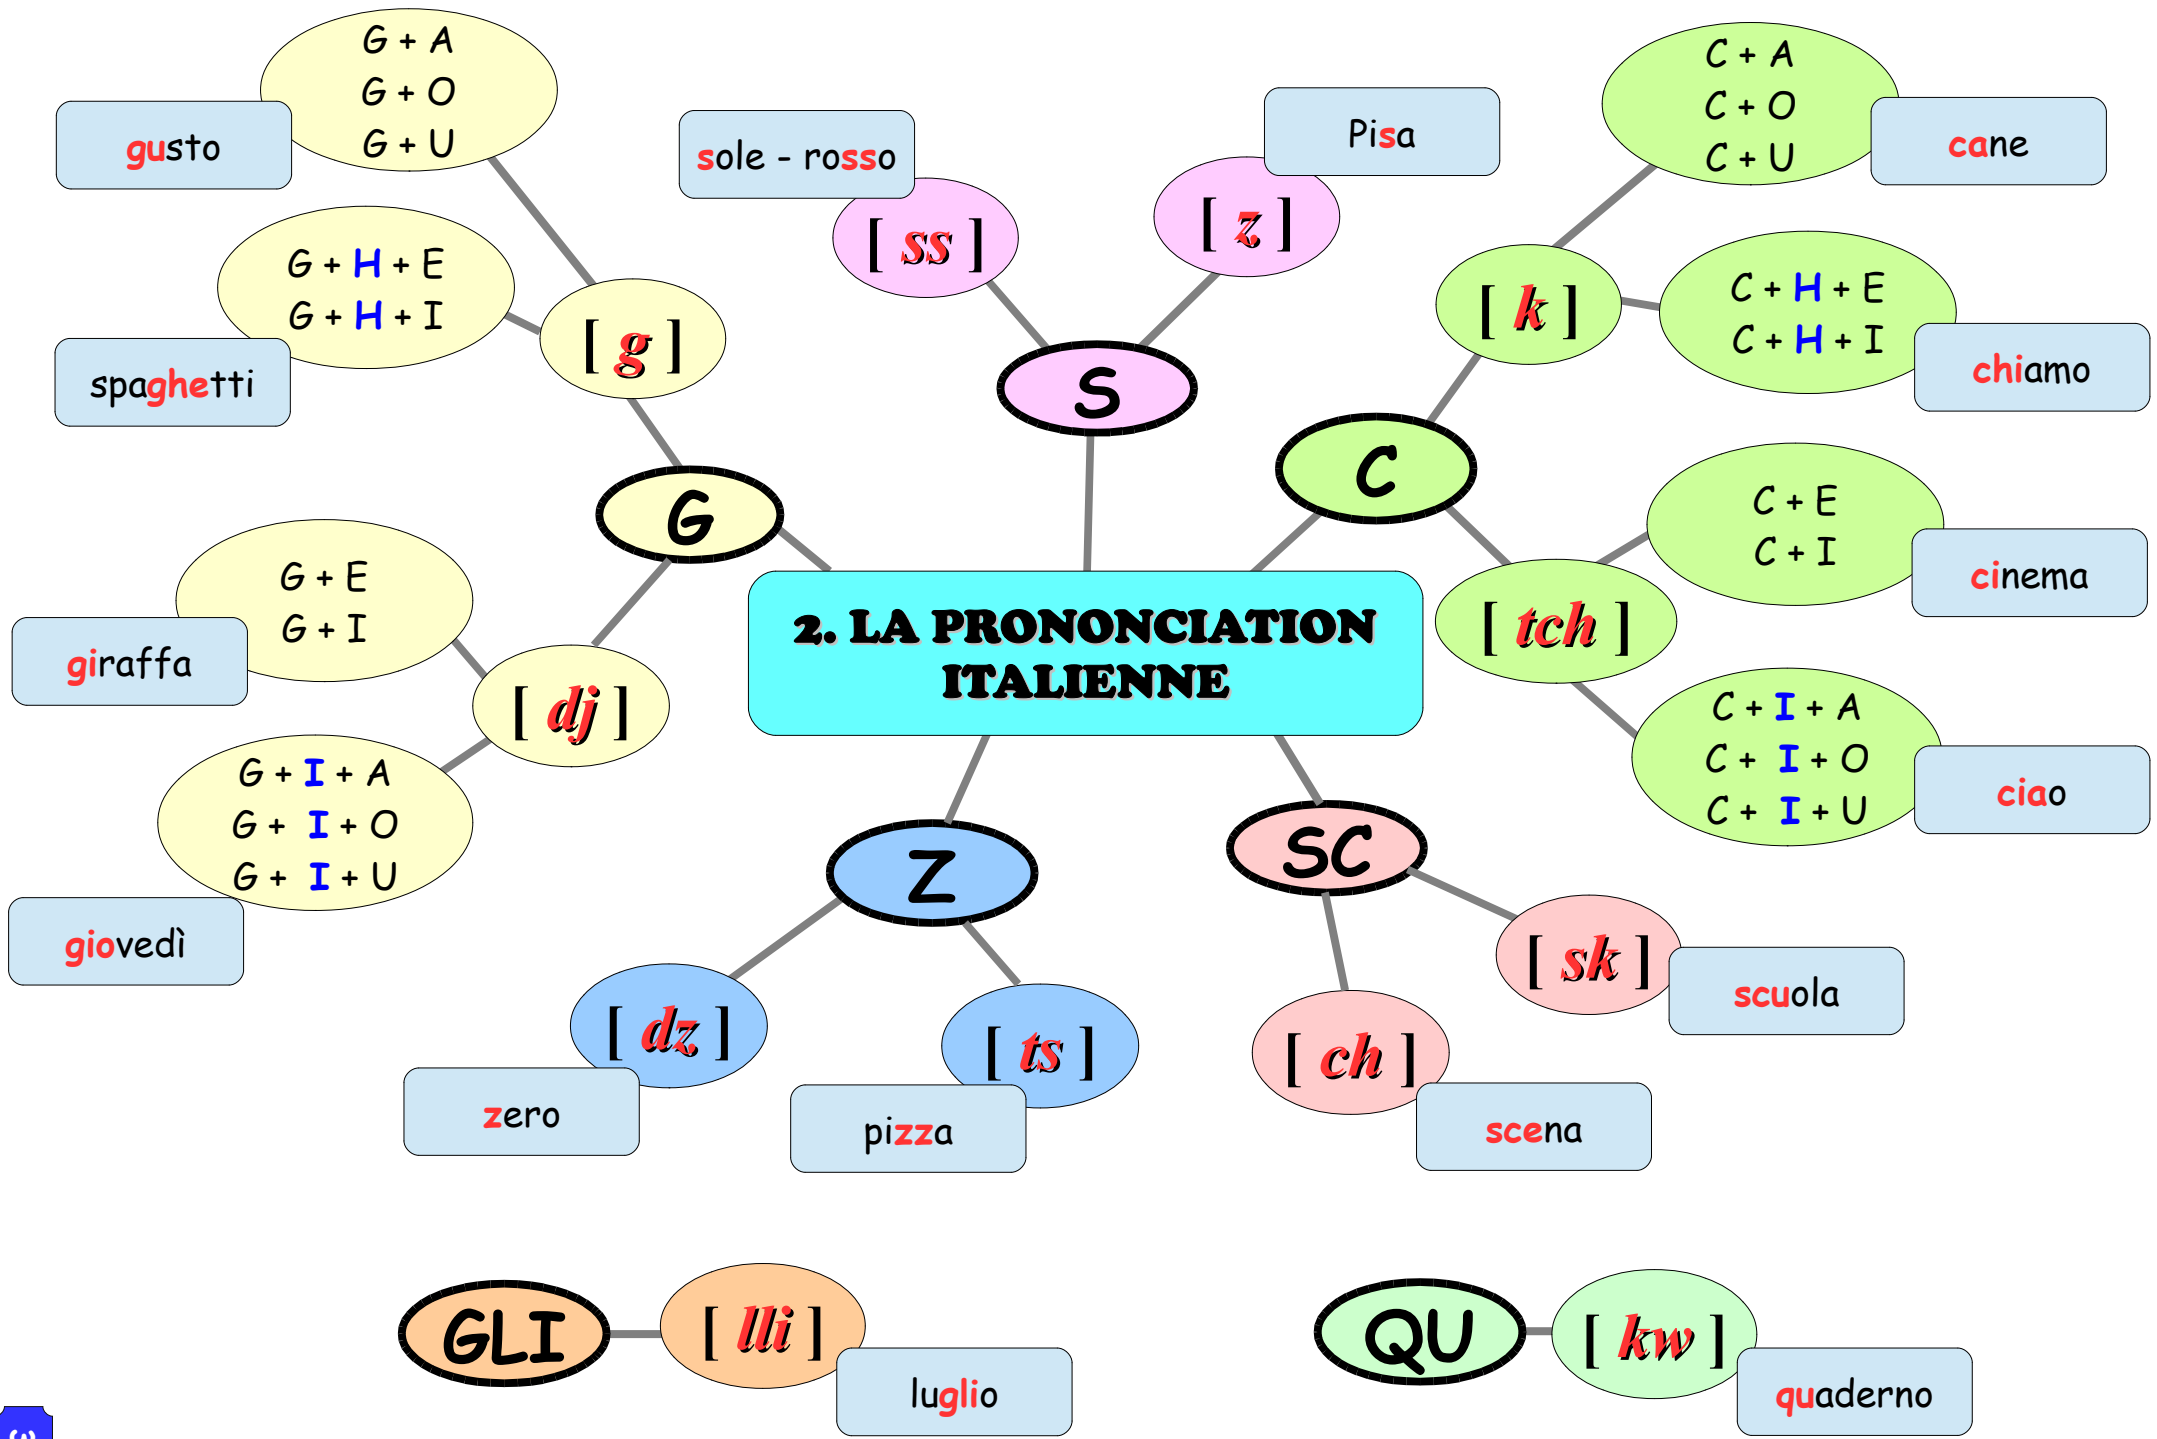 2. LA PRONONCIATION
ITALIENNE
G
[ g ]
G + A
G + O
G + U
gusto
G + H + E
G + H + I
spaghetti
[ dj ]
G + E
G + I
giraffa
G + I + A
G + I + O
G + I + U
giovedì
S
[ ss ]
sole - rosso
[ z ]
Pisa
C
[ k ]
C + A
C + O
C + U
cane
C + H + E
C + H + I
chiamo
[ tch ]
C + E
C + I
cinema
C + I + A
C + I + O
C + I + U
ciao
Z
[ dz ]
zero
[ ts ]
pizza
SC
[ sk ]
scuola
[ ch ]
scena
GLI
[ lli ]
luglio
QU
[ kw ]
quaderno